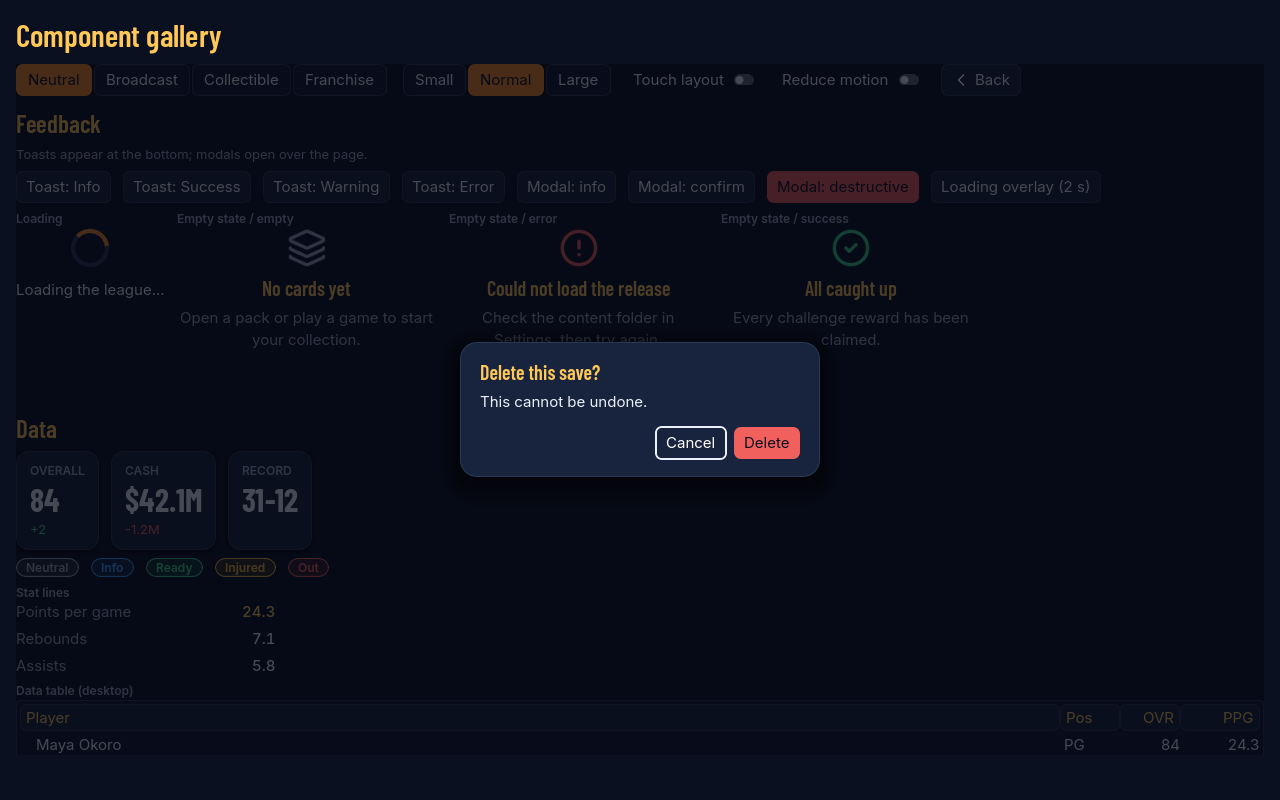 Component gallery
Neutral Broadcast Collectible Franchise Small Normal Large Touch layout Reduce motion Back
Feedback
Toasts appear at the bottom; modals open over the page.
Toast: Info Toast: Success Toast: Warning Toast: Error Modal: info Modal: confirm Modal: destructive Loading overlay (2 s)
Loading Empty state / empty Empty state / error Empty state / success
Loading the league... No cards yet Could not load the release All caught up
Open a pack or play a game to start Check the content folder in Every challenge reward has been
your collection. Settings, then try again. claimed.
Delete this save?
This cannot be undone.
Cancel Delete
Data
OVERALL CASH RECORD
84 $42.1M 31-12
+2 -1.2M
Neutral Info Ready Injured Out
Stat lines
Points per game 24.3
Rebounds 7.1
Assists 5.8
Data table (desktop)
Player Pos OVR PPG
Maya Okoro PG 84 24.3